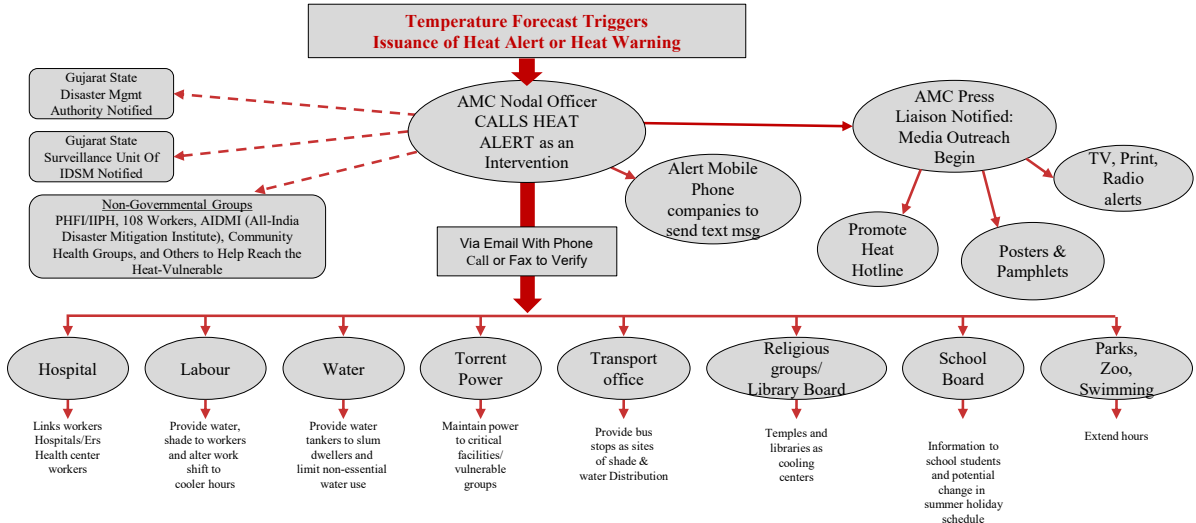 Temperature Forecast Triggers
Issuance of Heat Alert or Heat Warning
Gujarat State
Disaster Mgmt
Authority Notified
Gujarat State
Surveillance Unit Of
IDSM Notified
Non-Governmental Groups
PHFI/IIPH, 108 Workers, AIDMI (All-India
Disaster Mitigation Institute), Community
Health Groups, and Others to Help Reach the
Heat-Vulnerable
AMC Nodal Officer
CALLS HEAT
ALERT as an
Intervention
Alert Mobile
Phone
companies to
send text msg
AMC Press
Liaison Notified:
Media Outreach
Begin
TV, Print,
Radio
alerts
Promote
Heat
Hotline
Posters &
Pamphlets
Via Email With Phone
Call or Fax to Verify
Hospital
Labour
Water
Torrent
Power
Transport
office
Religious
groups/
Library Board
School
Board
Parks,
Zoo,
Swimming
Links workers
Hospitals/Ers
Health center
workers
Provide water,
shade to workers
and alter work
shift to
cooler hours
Provide water
tankers to slum
dwellers and
limit non-essential
water use
Maintain power
to critical
facilities/
vulnerable
groups
Provide bus
stops as sites
of shade &
water Distribution
Temples and
libraries as
cooling
centers
Information to
school students
and potential
change in
summer holiday
schedule
Extend hours